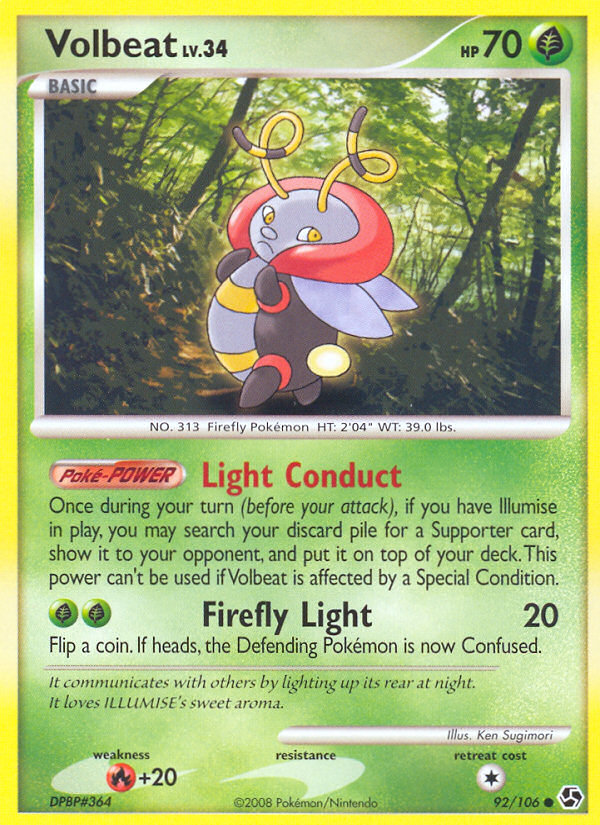 Volbeat LV.34
HP 70
BASIC
NO. 313 Firefly Pokémon HT: 2'04" WT: 39.0 lbs.
Poké-POWER Light Conduct
Once during your turn (before your attack), if you have Illumise
in play, you may search your discard pile for a Supporter card,
show it to your opponent, and put it on top of your deck. This
power can't be used if Volbeat is affected by a Special Condition.
Firefly Light 20
Flip a coin. If heads, the Defending Pokémon is now Confused.
It communicates with others by lighting up its rear at night.
It loves ILLUMISE's sweet aroma.
Illus. Ken Sugimori
weakness resistance retreat cost
+20
DPBP#364 ©2008 Pokémon/Nintendo 92/106